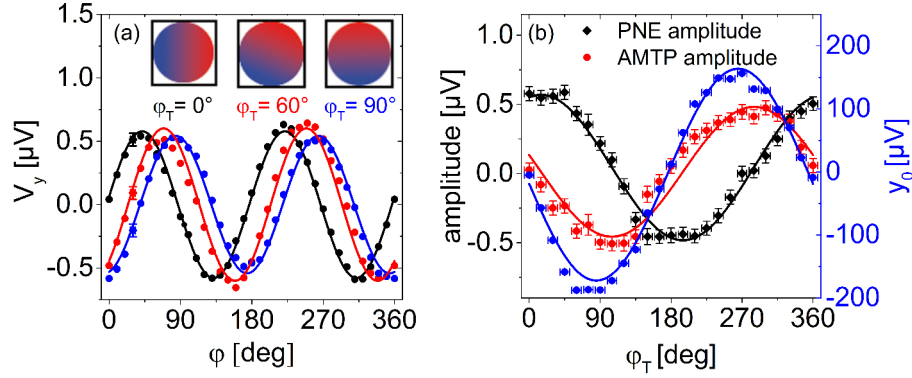 (a)
φ_T= 0° φ_T= 60° φ_T= 90°
V_y [µV]
1.5
1.0
0.5
0.0
-0.5
0 90 180 270 360
φ [deg]
(b)
PNE amplitude
AMTP amplitude
amplitude [µV]
1.0
0.5
0.0
-0.5
-1.0
0 90 180 270 360
φ_T [deg]
200
100
0
-100
-200
y_0 [µV]